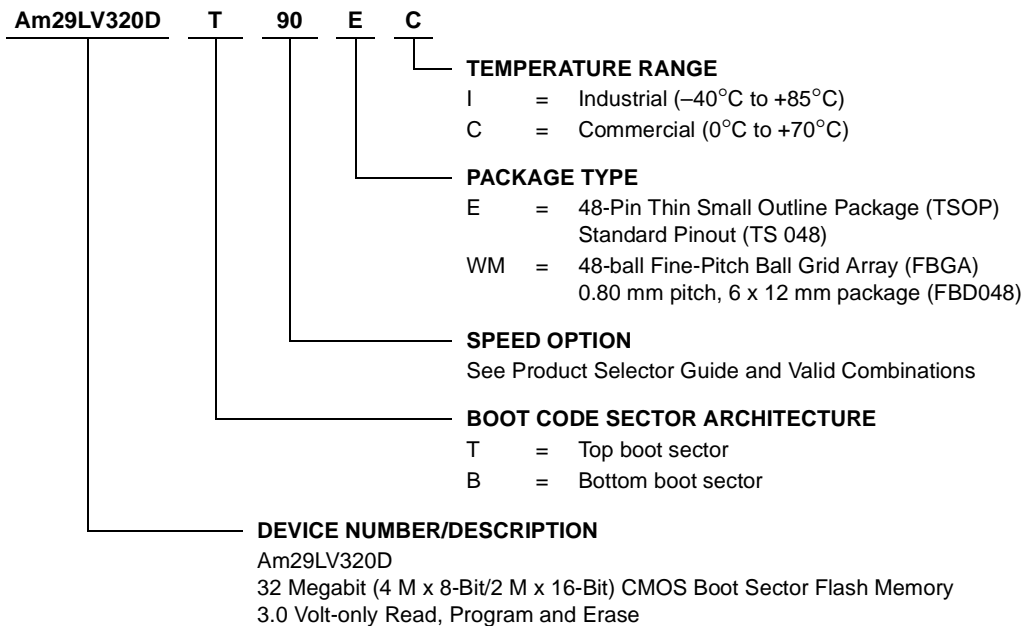 Am29LV320D T 90 E C
TEMPERATURE RANGE
I = Industrial (–40°C to +85°C)
C = Commercial (0°C to +70°C)
PACKAGE TYPE
E = 48-Pin Thin Small Outline Package (TSOP)
Standard Pinout (TS 048)
WM = 48-ball Fine-Pitch Ball Grid Array (FBGA)
0.80 mm pitch, 6 x 12 mm package (FBD048)
SPEED OPTION
See Product Selector Guide and Valid Combinations
BOOT CODE SECTOR ARCHITECTURE
T = Top boot sector
B = Bottom boot sector
DEVICE NUMBER/DESCRIPTION
Am29LV320D
32 Megabit (4 M x 8-Bit/2 M x 16-Bit) CMOS Boot Sector Flash Memory
3.0 Volt-only Read, Program and Erase